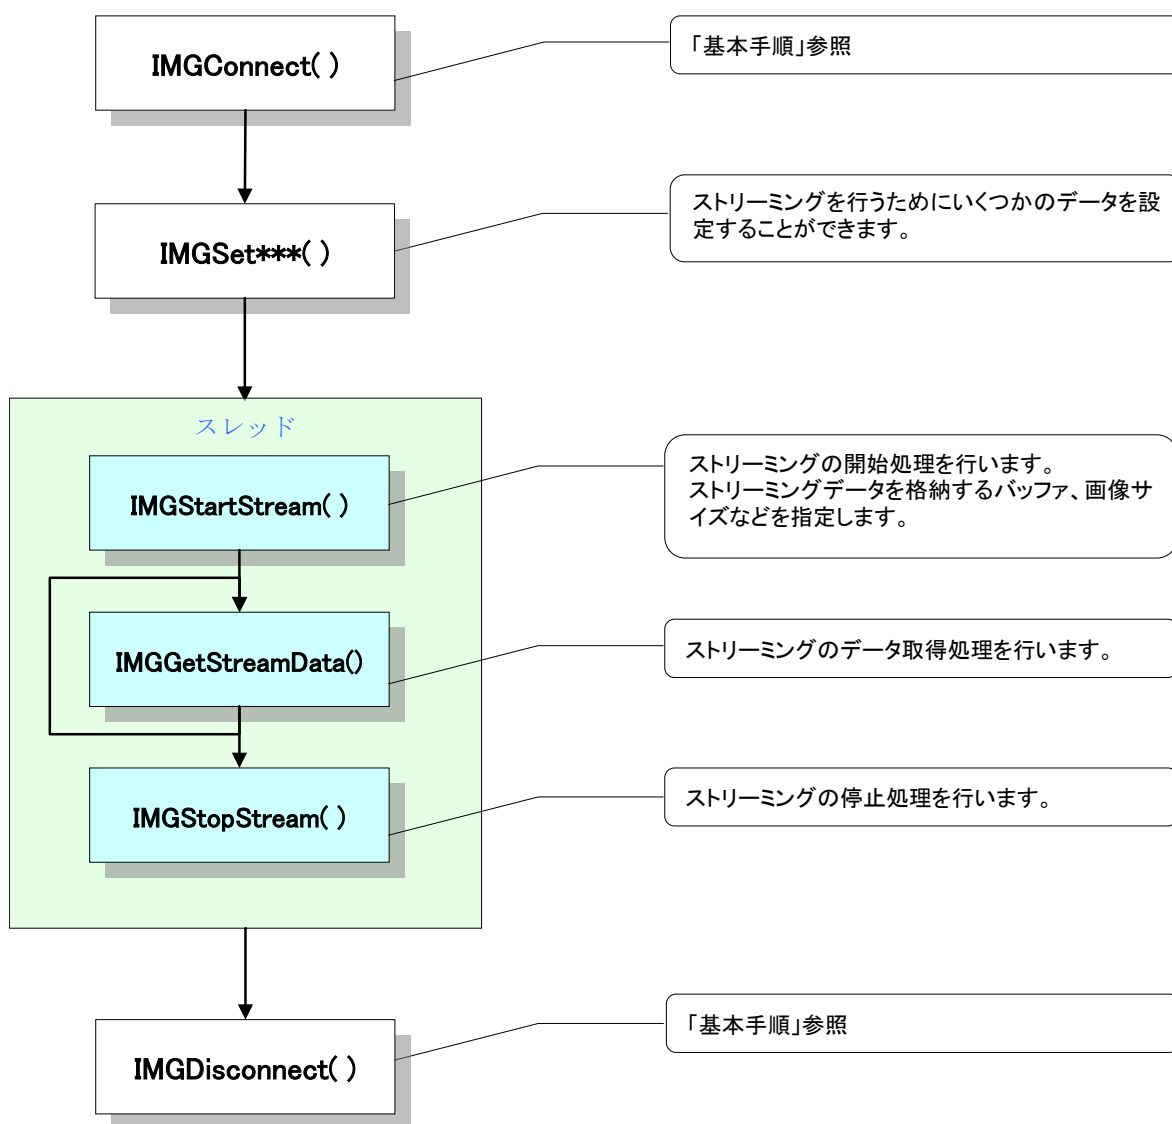 IMGConnect( )
「基本手順」参照
IMGSet***( )
ストリーミングを行うためにいくつかのデータを設
定することができます。
スレッド
IMGStartStream( )
ストリーミングの開始処理を行います。
ストリーミングデータを格納するバッファ、画像サ
イズなどを指定します。
IMGGetStreamData()
ストリーミングのデータ取得処理を行います。
IMGStopStream( )
ストリーミングの停止処理を行います。
IMGDisconnect( )
「基本手順」参照